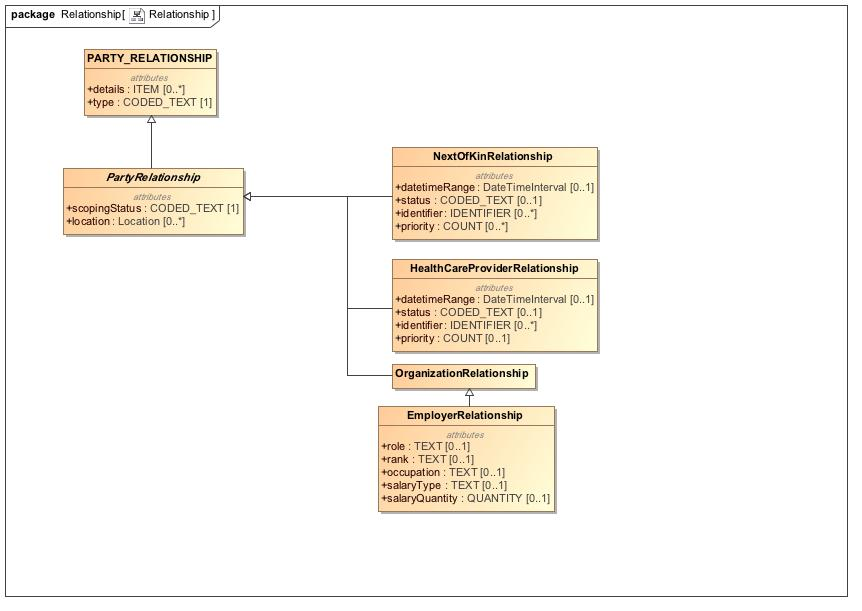 package Relationship[ Relationship ]
PARTY_RELATIONSHIP
attributes
+details : ITEM [0..*]
+type : CODED_TEXT [1]
PartyRelationship
attributes
+scopingStatus : CODED_TEXT [1]
+location : Location [0..*]
NextOfKinRelationship
attributes
+datetimeRange : DateTimeInterval [0..1]
+status : CODED_TEXT [0..1]
+identifier : IDENTIFIER [0..*]
+priority : COUNT [0..*]
HealthCareProviderRelationship
attributes
+datetimeRange : DateTimeInterval [0..1]
+status : CODED_TEXT [0..1]
+identifier : IDENTIFIER [0..*]
+priority : COUNT [0..1]
OrganizationRelationship
EmployerRelationship
attributes
+role : TEXT [0..1]
+rank : TEXT [0..1]
+occupation : TEXT [0..1]
+salaryType : TEXT [0..1]
+salaryQuantity : QUANTITY [0..1]